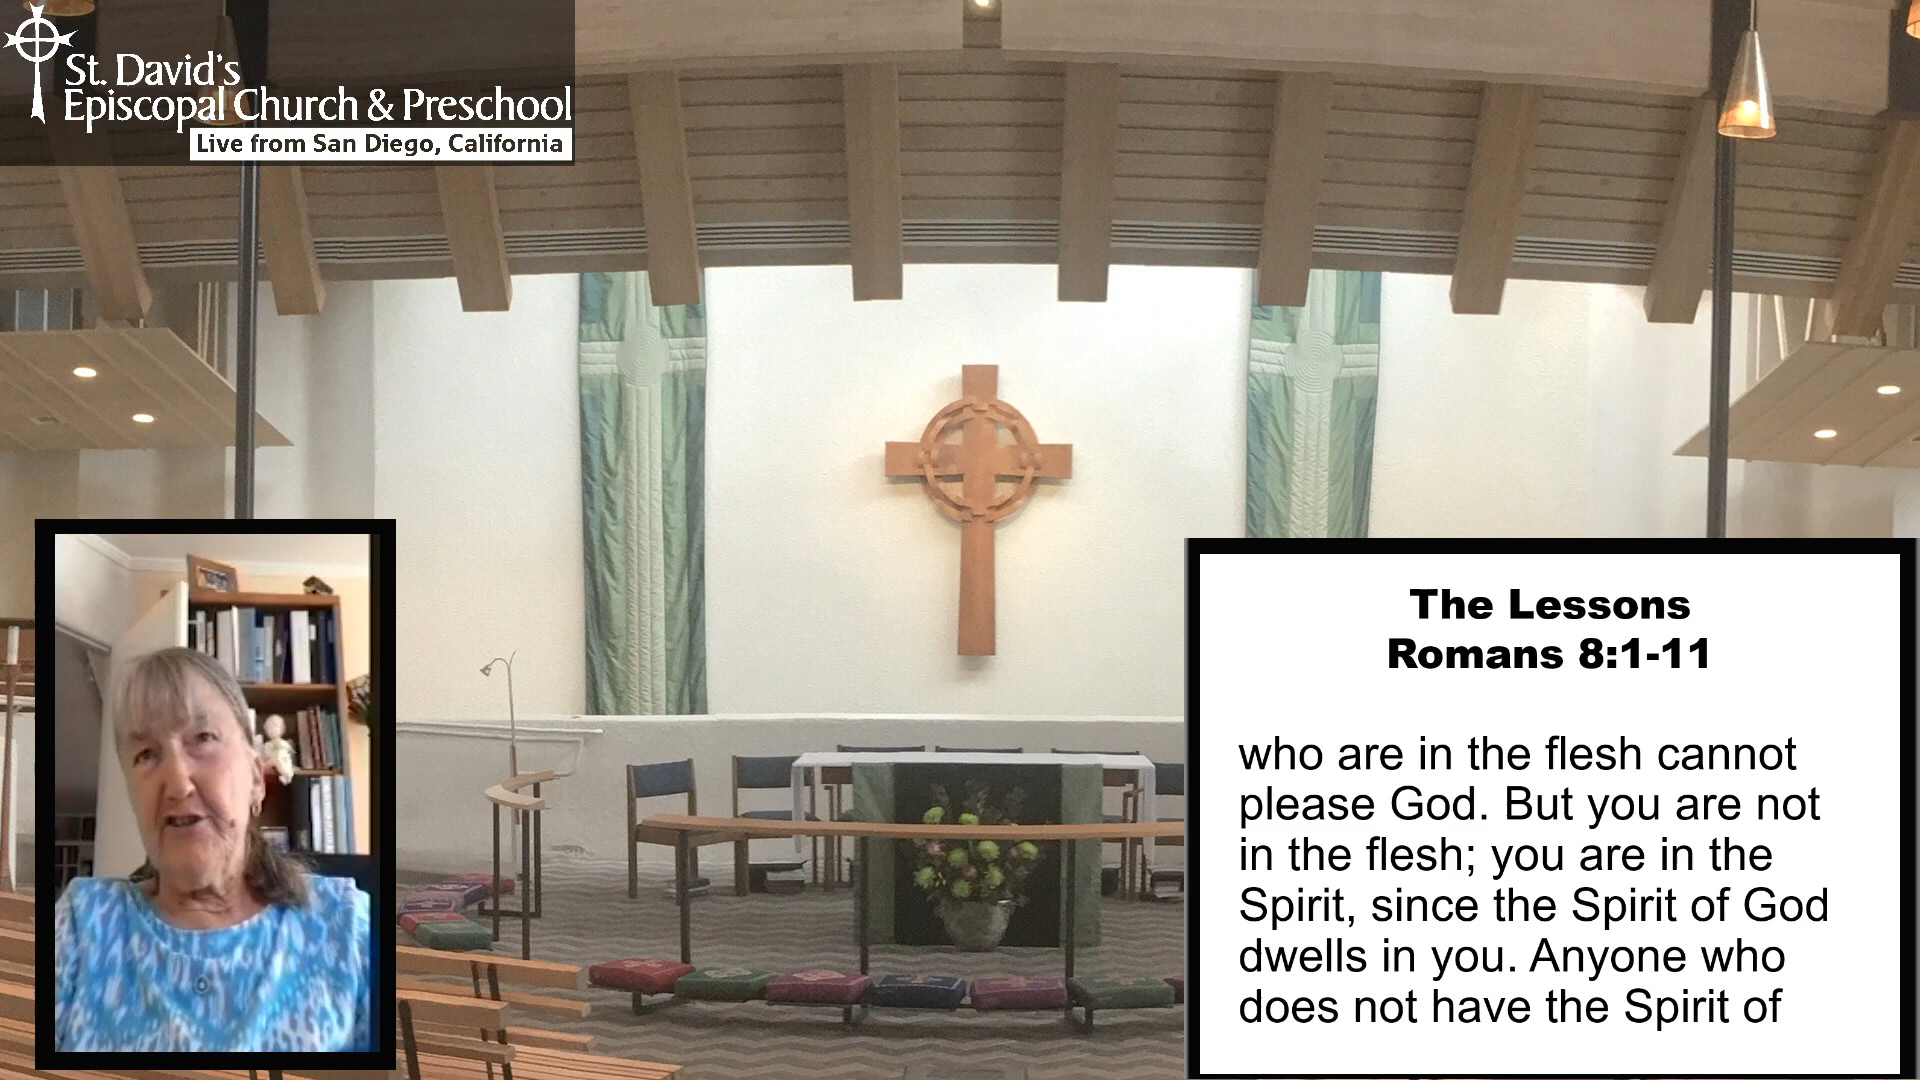 St. David's
Episcopal Church & Preschool
Live from San Diego, California
The Lessons
Romans 8:1-11
who are in the flesh cannot
please God. But you are not
in the flesh; you are in the
Spirit, since the Spirit of God
dwells in you. Anyone who
does not have the Spirit of